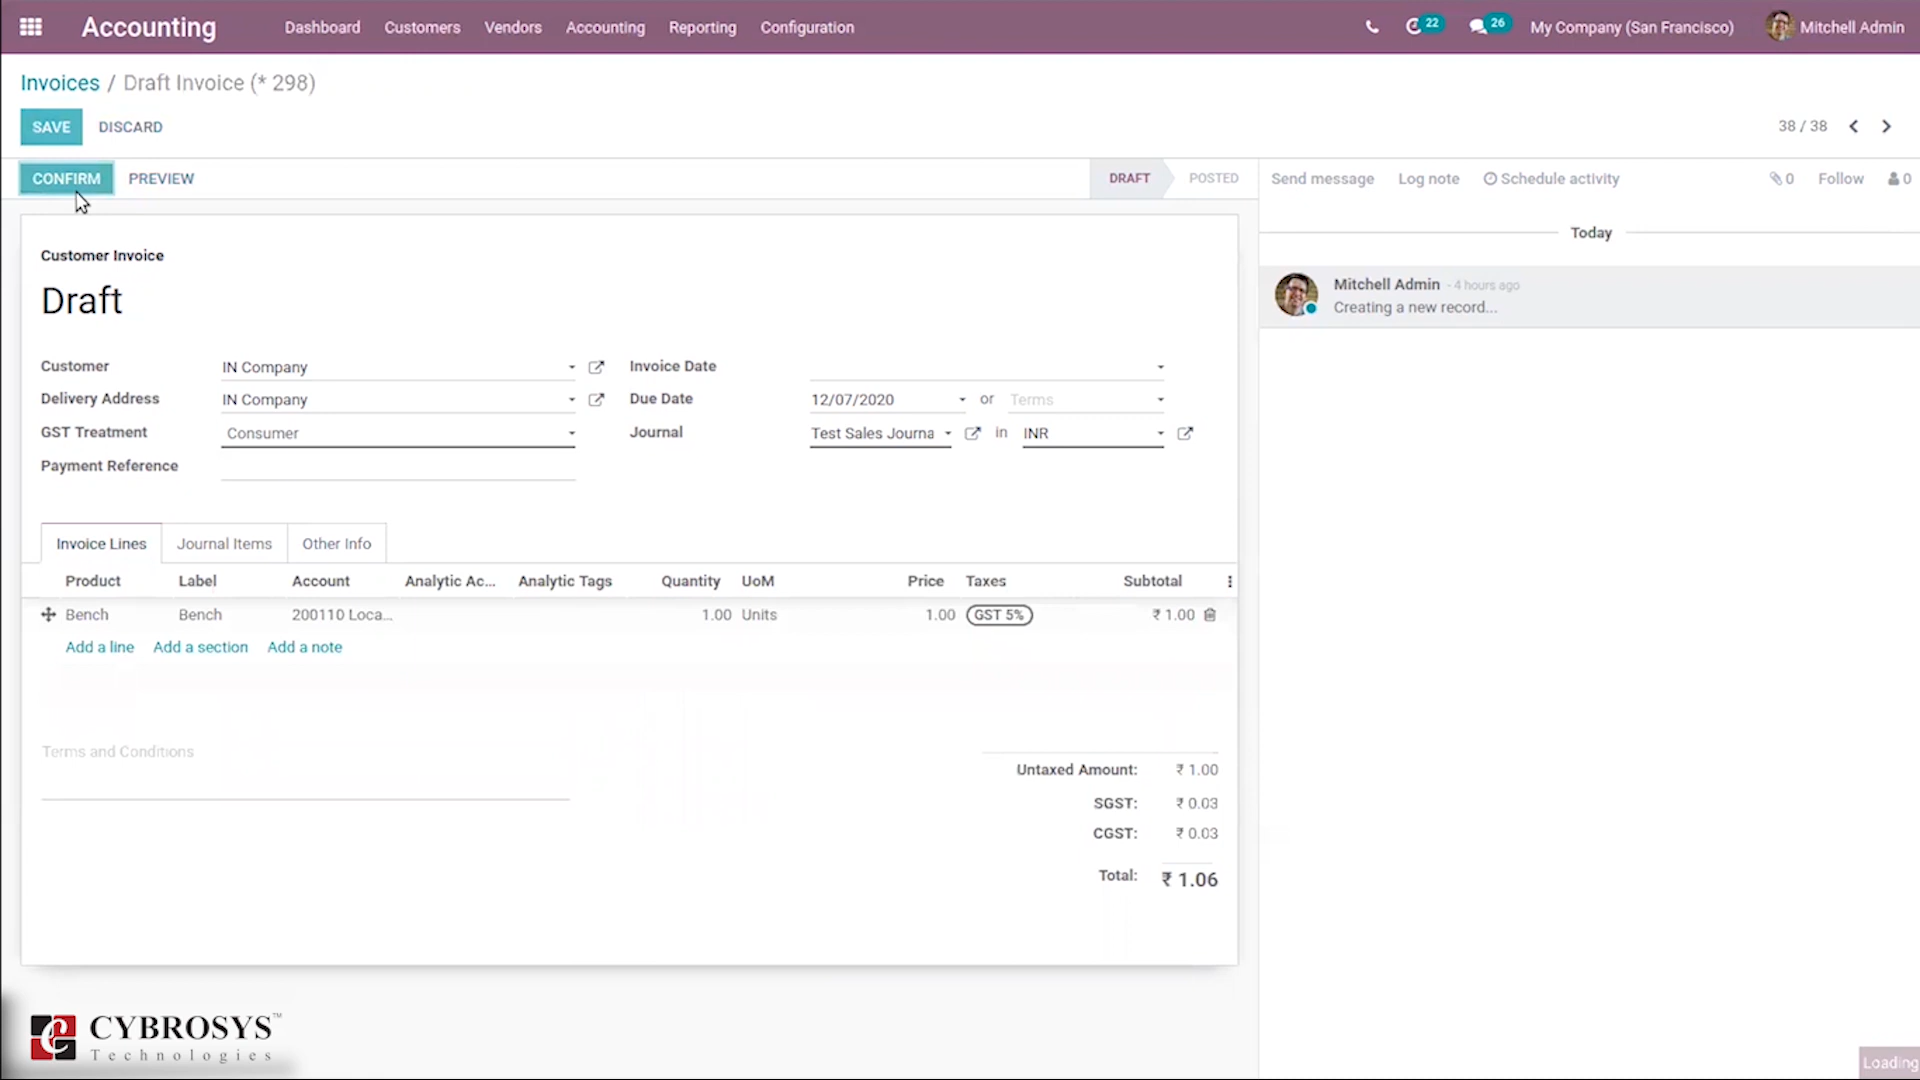 Accounting Dashboard Customers Vendors Accounting Reporting Configuration 22 26 My Company (San Francisco) Mitchell Admin
Invoices / Draft Invoice (* 298)
SAVE DISCARD 38 / 38
CONFIRM PREVIEW DRAFT POSTED Send message Log note Schedule activity 0 Follow 0
Today
Customer Invoice
Mitchell Admin - 4 hours ago
Draft
Creating a new record...
Customer IN Company Invoice Date
Delivery Address IN Company Due Date 12/07/2020 or Terms
GST Treatment Consumer Journal Test Sales Journa in INR
Payment Reference
Invoice Lines Journal Items Other Info
Product Label Account Analytic Ac... Analytic Tags Quantity UoM Price Taxes Subtotal
Bench Bench 200110 Loca... 1.00 Units 1.00 GST 5% ₹ 1.00
Add a line Add a section Add a note
Terms and Conditions
Untaxed Amount: ₹ 1.00
SGST: ₹ 0.03
CGST: ₹ 0.03
Total: ₹ 1.06
CYBROSYS™
Technologies
Loading